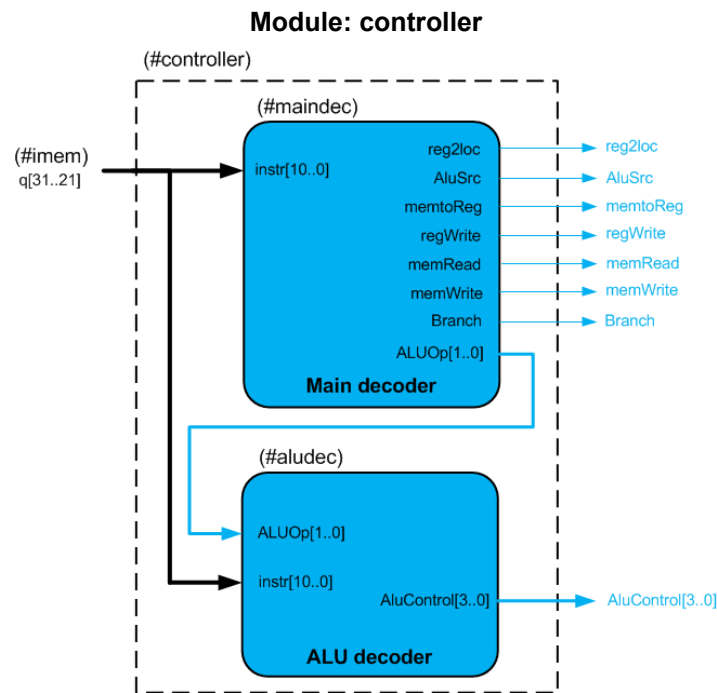 Module: controller
(#controller)
(#maindec)
(#imem)
q[31..21]
instr[10..0]
reg2loc
reg2loc
AluSrc
AluSrc
memtoReg
memtoReg
regWrite
regWrite
memRead
memRead
memWrite
memWrite
Branch
Branch
ALUOp[1..0]
Main decoder
(#aludec)
ALUOp[1..0]
instr[10..0]
AluControl[3..0]
AluControl[3..0]
ALU decoder